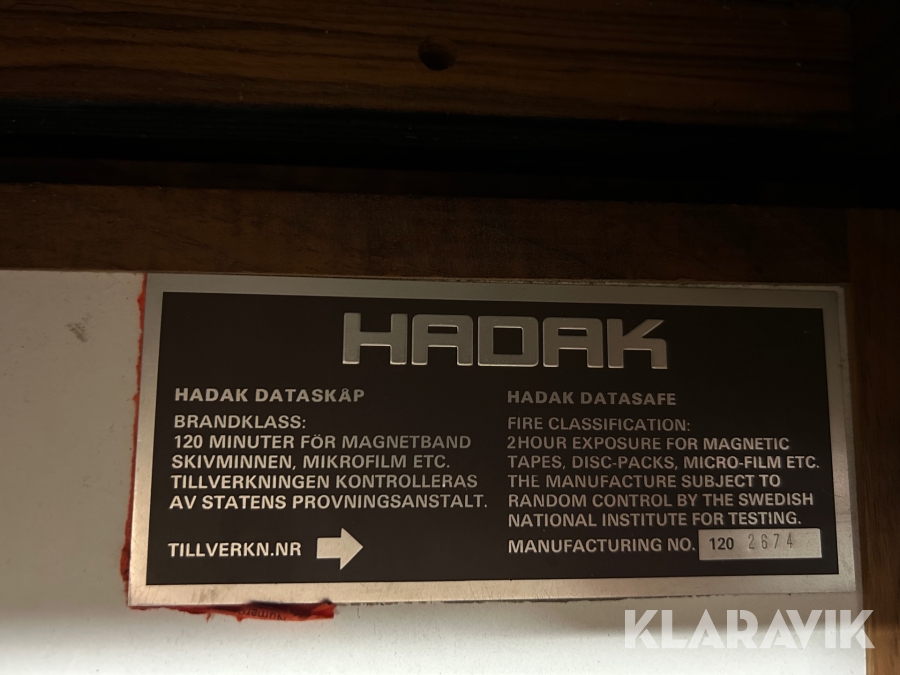 HADAK
HADAK DATASKÅP
BRANDKLASS:
120 MINUTER FÖR MAGNETBAND
SKIVMINNEN, MIKROFILM ETC.
TILLVERKNINGEN KONTROLLERAS
AV STATENS PROVNINGSANSTALT.
TILLVERKN.NR
HADAK DATASAFE
FIRE CLASSIFICATION:
2HOUR EXPOSURE FOR MAGNETIC
TAPES, DISC-PACKS, MICRO-FILM ETC.
THE MANUFACTURE SUBJECT TO
RANDOM CONTROL BY THE SWEDISH
NATIONAL INSTITUTE FOR TESTING.
MANUFACTURING NO. 120 2674
KLARAVIK